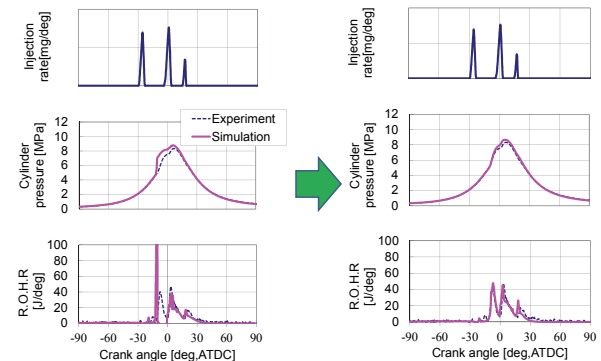 Injection
rate[mg/deg]
Injection
rate[mg/deg]
Cylinder
pressure [MPa]
12
10
8
6
4
2
0
Experiment
Simulation
Cylinder
pressure [MPa]
12
10
8
6
4
2
0
R.O.H.R
[J/deg]
100
80
60
40
20
0
-90 -60 -30 0 30 60 90
Crank angle [deg,ATDC]
R.O.H.R
[J/deg]
100
80
60
40
20
0
-90 -60 -30 0 30 60 90
Crank angle [deg,ATDC]